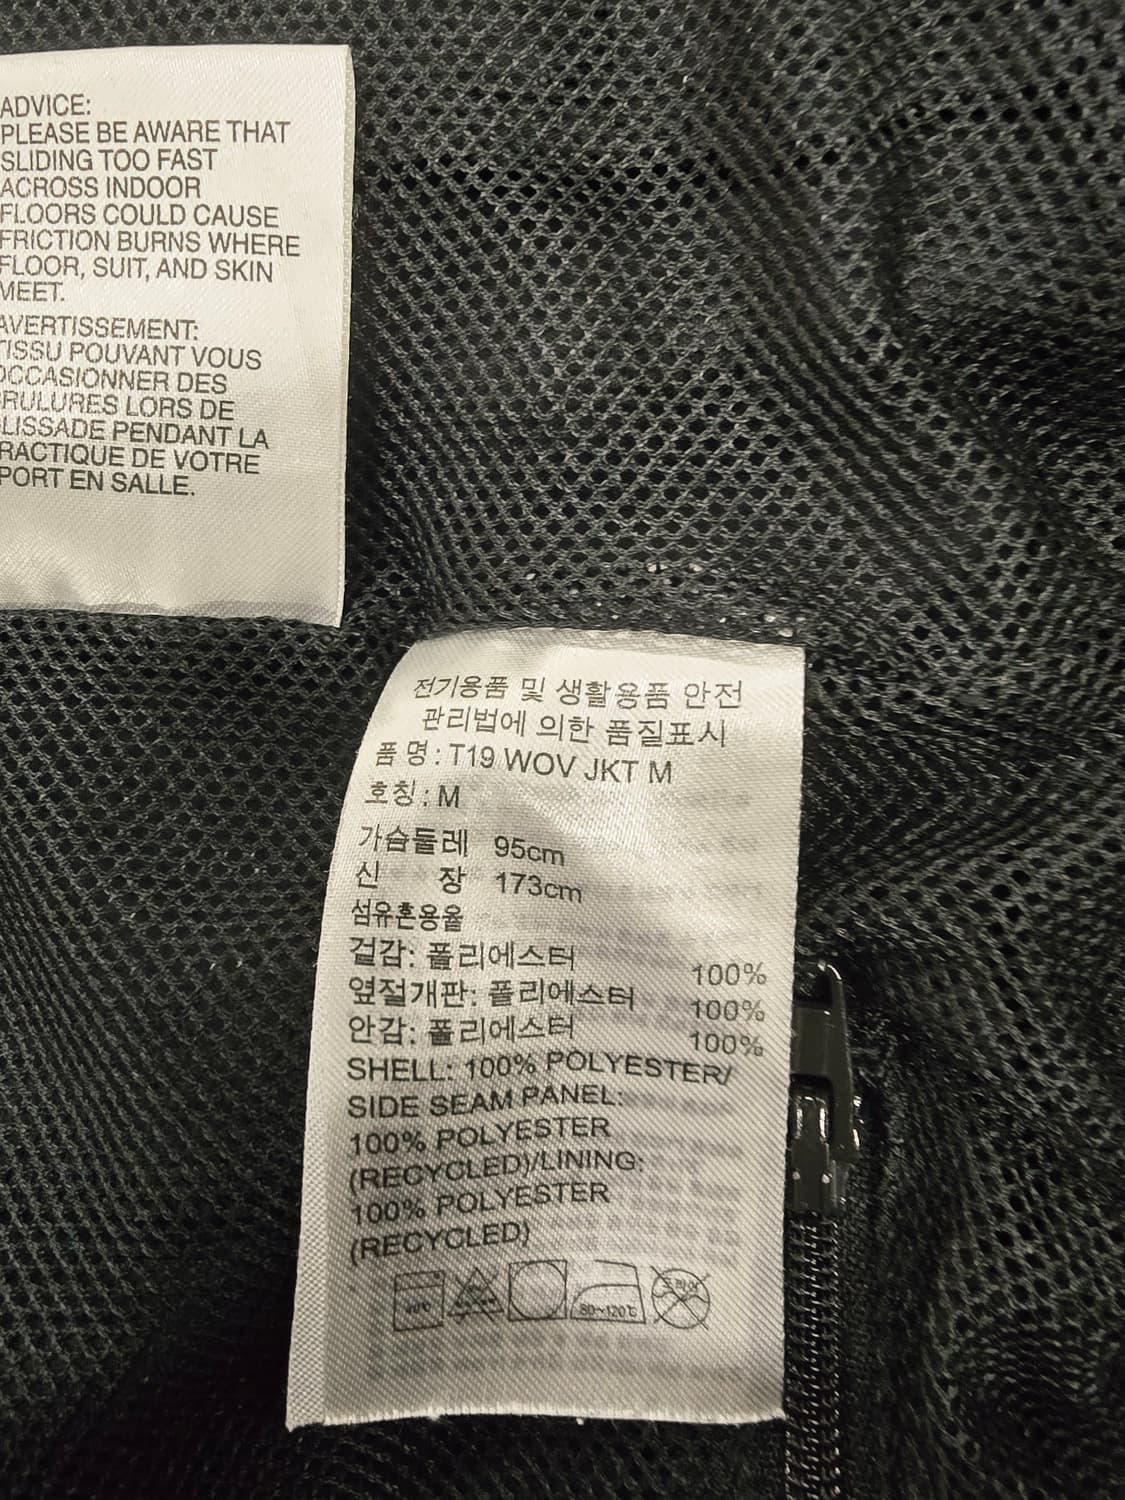 ADVICE:
PLEASE BE AWARE THAT
SLIDING TOO FAST
ACROSS INDOOR
FLOORS COULD CAUSE
FRICTION BURNS WHERE
FLOOR, SUIT, AND SKIN
MEET.
AVERTISSEMENT:
TISSU POUVANT VOUS
OCCASIONNER DES
RULURES LORS DE
LISSADE PENDANT LA
RACTIQUE DE VOTRE
PORT EN SALLE.
전기용품 및 생활용품 안전
관리법에 의한 품질표시
품 명 : T19 WOV JKT M
호칭 : M
가슴둘레 95cm
신 장 173cm
섬유혼용율
겉감: 폴리에스터 100%
옆절개판: 폴리에스터 100%
안감: 폴리에스터 100%
SHELL: 100% POLYESTER/
SIDE SEAM PANEL:
100% POLYESTER
(RECYCLED)/LINING:
100% POLYESTER
(RECYCLED)
80~120℃